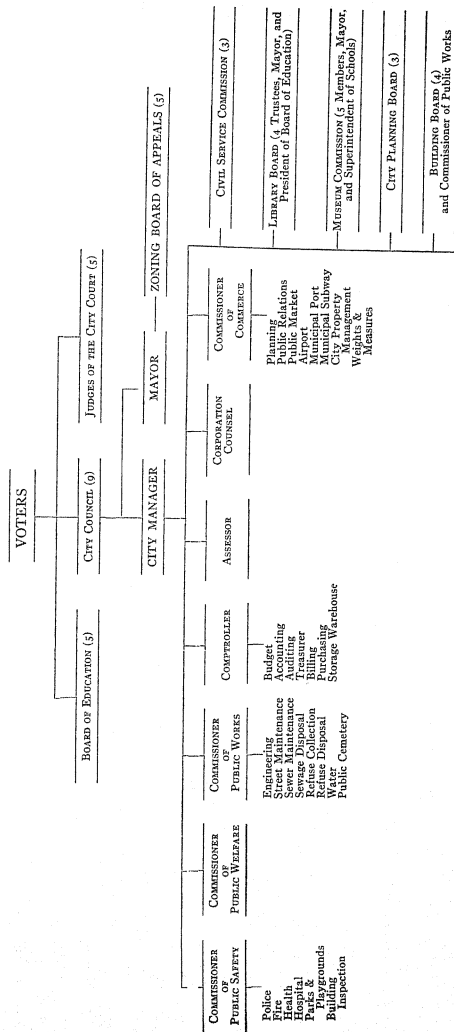 VOTERS
BOARD OF EDUCATION (5)
CITY COUNCIL (9)
JUDGES OF THE CITY COURT (5)
CITY MANAGER
MAYOR
ZONING BOARD OF APPEALS (5)
COMMISSIONER
OF
PUBLIC SAFETY
Police
Fire
Health
Hospital
Parks &
Playgrounds
Building
Inspection
COMMISSIONER
OF
PUBLIC WELFARE
COMMISSIONER
OF
PUBLIC WORKS
Engineering
Street Maintenance
Sewer Maintenance
Sewage Disposal
Refuse Collection
Refuse Disposal
Water
Public Cemetery
COMPTROLLER
Budget
Accounting
Auditing
Treasurer
Billing
Purchasing
Storage Warehouse
ASSESSOR
CORPORATION
COUNSEL
COMMISSIONER
OF
COMMERCE
Planning
Public Relations
Public Market
Airport
Municipal Port
Municipal Subway
City Property
Management
Weights &
Measures
CIVIL SERVICE COMMISSION (3)
LIBRARY BOARD (4 Trustees, Mayor, and
President of Board of Education)
MUSEUM COMMISSION (5 Members, Mayor,
and Superintendent of Schools)
CITY PLANNING BOARD (3)
BUILDING BOARD (4)
and Commissioner of Public Works